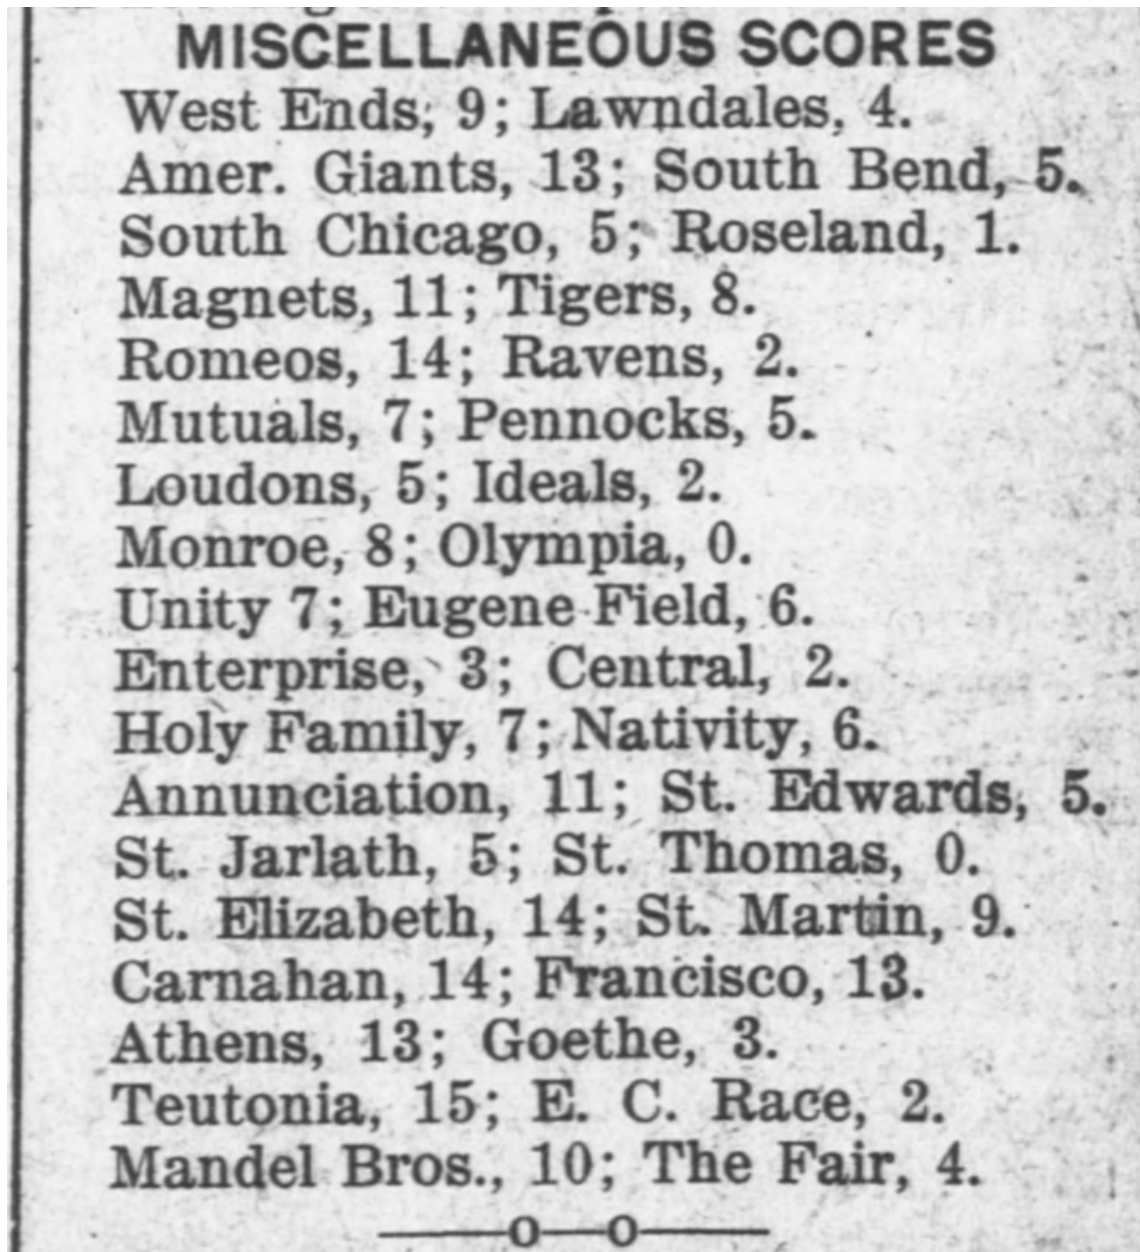 MISCELLANEOUS SCORES
West Ends, 9; Lawndales, 4.
Amer. Giants, 13; South Bend, 5.
South Chicago, 5; Roseland, 1.
Magnets, 11; Tigers, 8.
Romeos, 14; Ravens, 2.
Mutuals, 7; Pennocks, 5.
Loudons, 5; Ideals, 2.
Monroe, 8; Olympia, 0.
Unity 7; Eugene Field, 6.
Enterprise, 3; Central, 2.
Holy Family, 7; Nativity, 6.
Annunciation, 11; St. Edwards, 5.
St. Jarlath, 5; St. Thomas, 0.
St. Elizabeth, 14; St. Martin, 9.
Carnahan, 14; Francisco, 13.
Athens, 13; Goethe, 3.
Teutonia, 15; E. C. Race, 2.
Mandel Bros., 10; The Fair, 4.
——o—o——